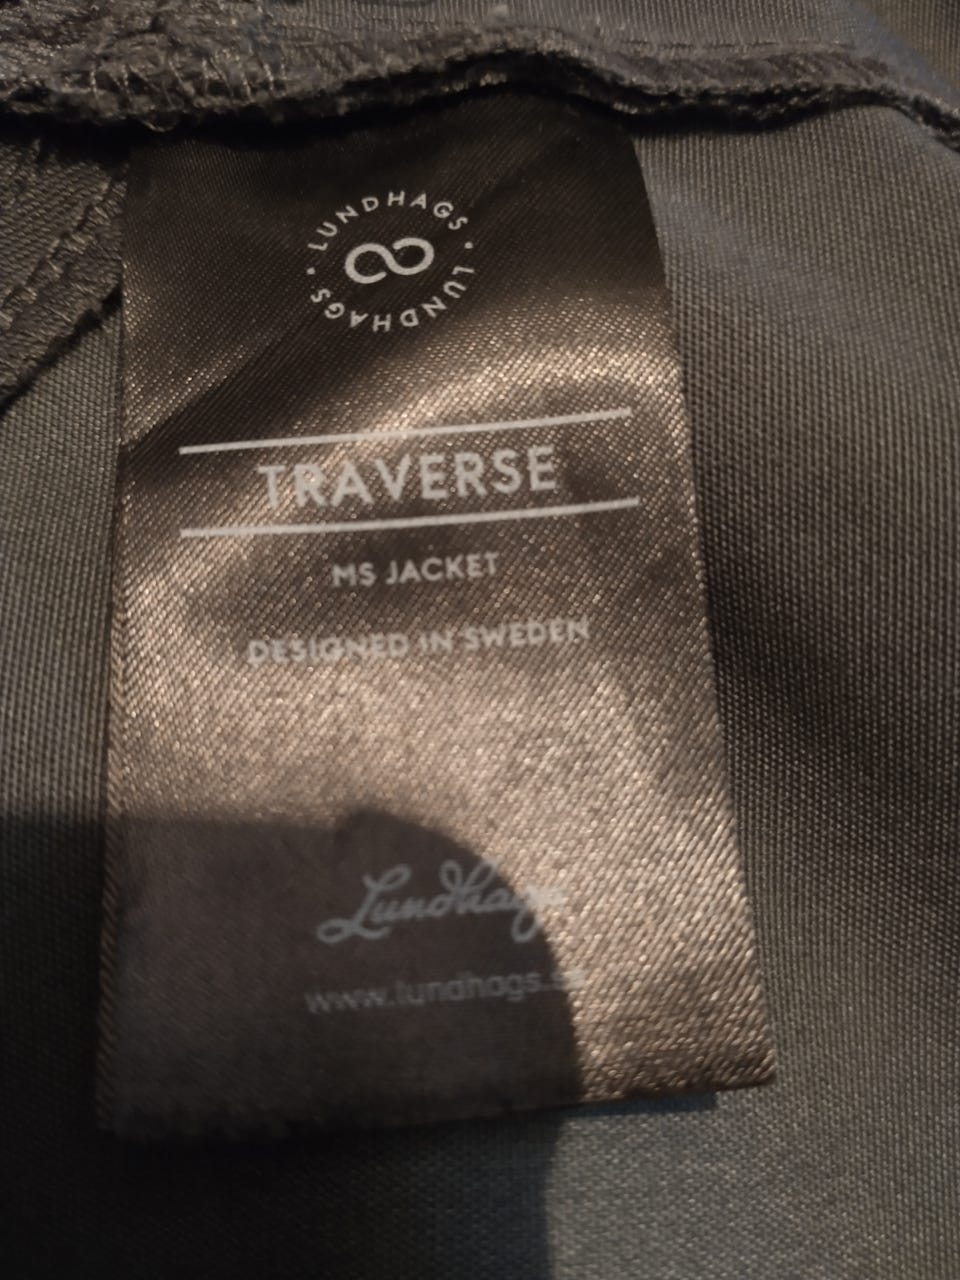 LUNDHAGS · LUNDHAGS ·
TRAVERSE
MS JACKET
DESIGNED IN SWEDEN
Lundhags
www.lundhags.se